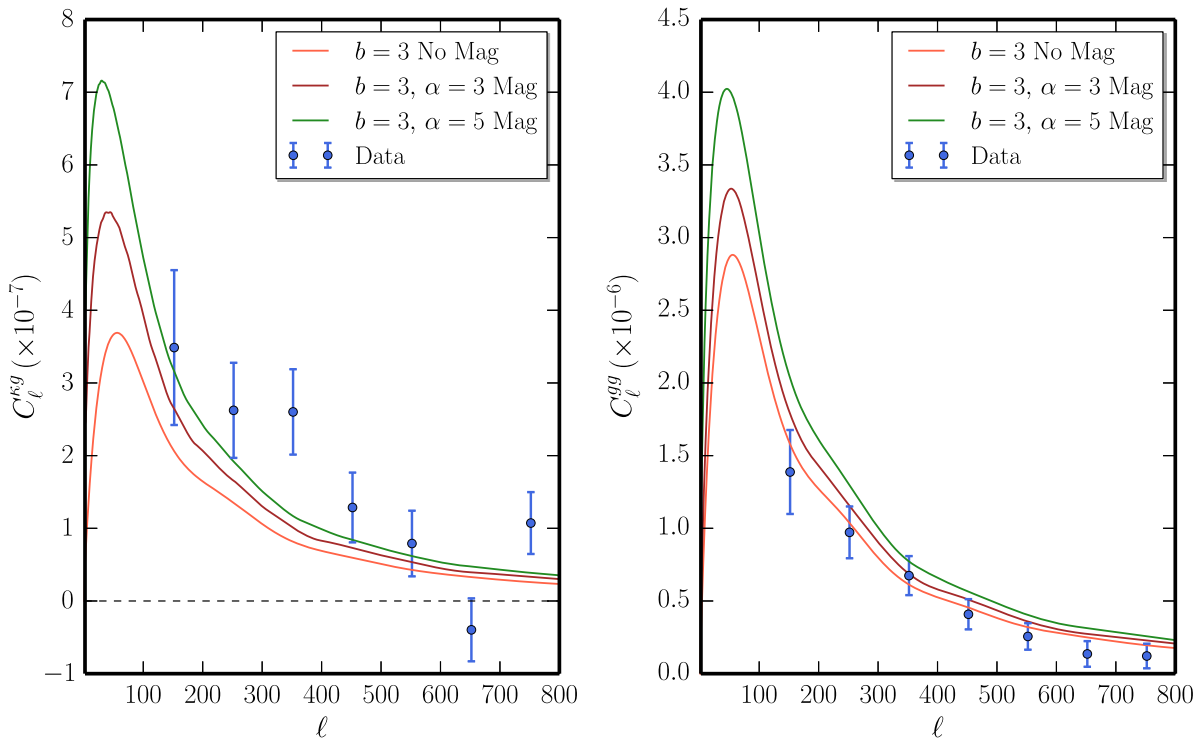 8
7
6
5
4
3
2
1
0
−1
C_ℓ^{κg} (×10^{−7})
b = 3 No Mag
b = 3, α = 3 Mag
b = 3, α = 5 Mag
Data
100 200 300 400 500 600 700 800
ℓ
4.5
4.0
3.5
3.0
2.5
2.0
1.5
1.0
0.5
0.0
C_ℓ^{gg} (×10^{−6})
b = 3 No Mag
b = 3, α = 3 Mag
b = 3, α = 5 Mag
Data
100 200 300 400 500 600 700 800
ℓ